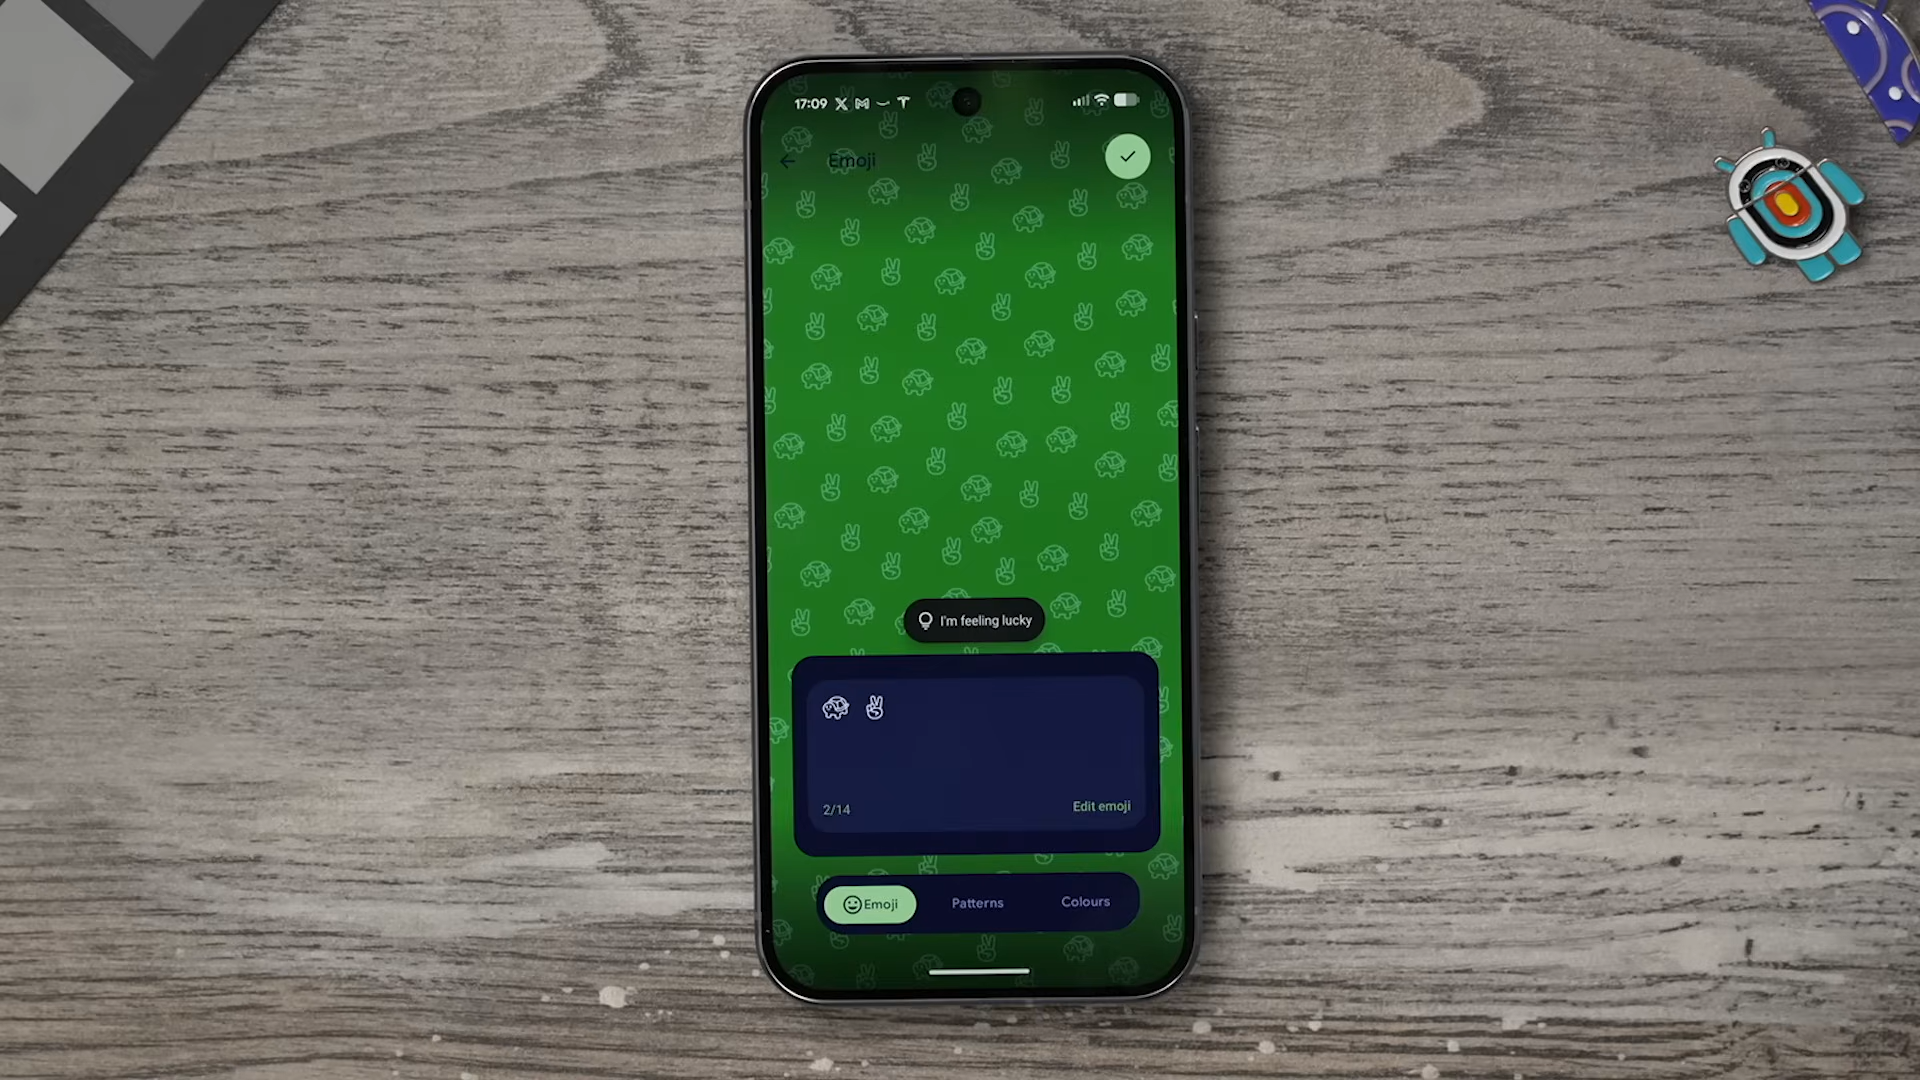 17:09
Emoji
I'm feeling lucky
2/14
Edit emoji
Emoji
Patterns
Colours